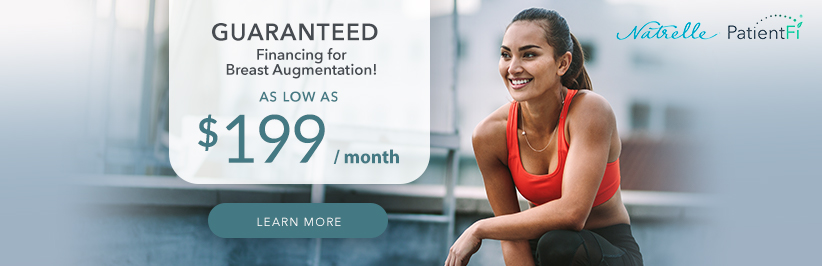 GUARANTEED
Financing for
Breast Augmentation!
AS LOW AS
$199 / month
LEARN MORE
Natrelle PatientFi